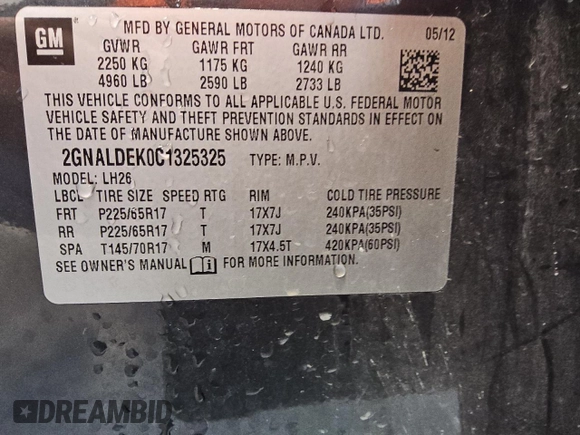 GM
MFD BY GENERAL MOTORS OF CANADA LTD. 05/12
GVWR GAWR FRT GAWR RR
2250 KG 1175 KG 1240 KG
4960 LB 2590 LB 2733 LB
THIS VEHICLE CONFORMS TO ALL APPLICABLE U.S. FEDERAL MOTOR
VEHICLE SAFETY AND THEFT PREVENTION STANDARDS IN EFFECT ON
THE DATE OF MANUFACTURE SHOWN ABOVE.
2GNALDEK0C1325325 TYPE: M.P.V.
MODEL: LH26
LBCL TIRE SIZE SPEED RTG RIM COLD TIRE PRESSURE
FRT P225/65R17 T 17X7J 240KPA(35PSI)
RR P225/65R17 T 17X7J 240KPA(35PSI)
SPA T145/70R17 M 17X4.5T 420KPA(60PSI)
SEE OWNER'S MANUAL FOR MORE INFORMATION.
DREAMBID